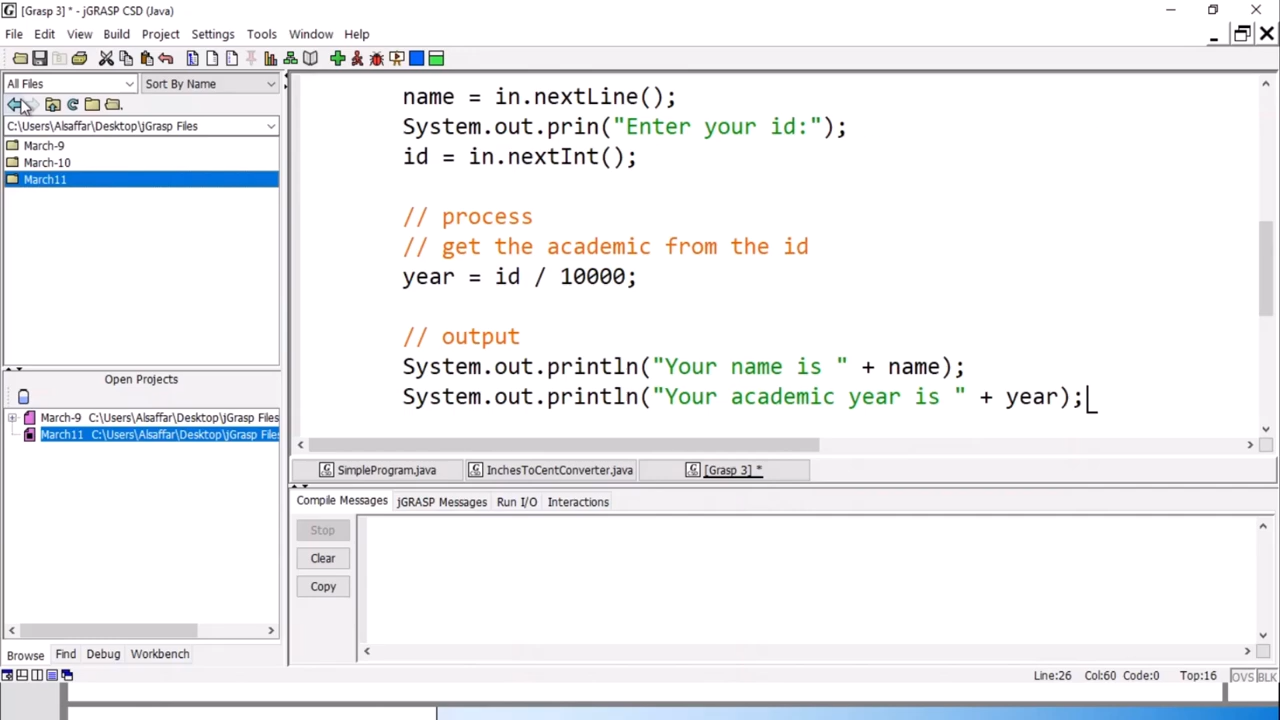 [Grasp 3] * - jGRASP CSD (Java)
File Edit View Build Project Settings Tools Window Help
All Files Sort By Name
C:\Users\Alsaffar\Desktop\jGrasp Files
March-9
March-10
March11
Open Projects
March-9 C:\Users\Alsaffar\Desktop\jGrasp Files
March11 C:\Users\Alsaffar\Desktop\jGrasp Files
Browse Find Debug Workbench
name = in.nextLine();
System.out.prin("Enter your id:");
id = in.nextInt();
// process
// get the academic from the id
year = id / 10000;
// output
System.out.println("Your name is " + name);
System.out.println("Your academic year is " + year);
SimpleProgram.java InchesToCentConverter.java [Grasp 3] *
Compile Messages jGRASP Messages Run I/O Interactions
Stop
Clear
Copy
Line:26 Col:60 Code:0 Top:16 OVS BLK